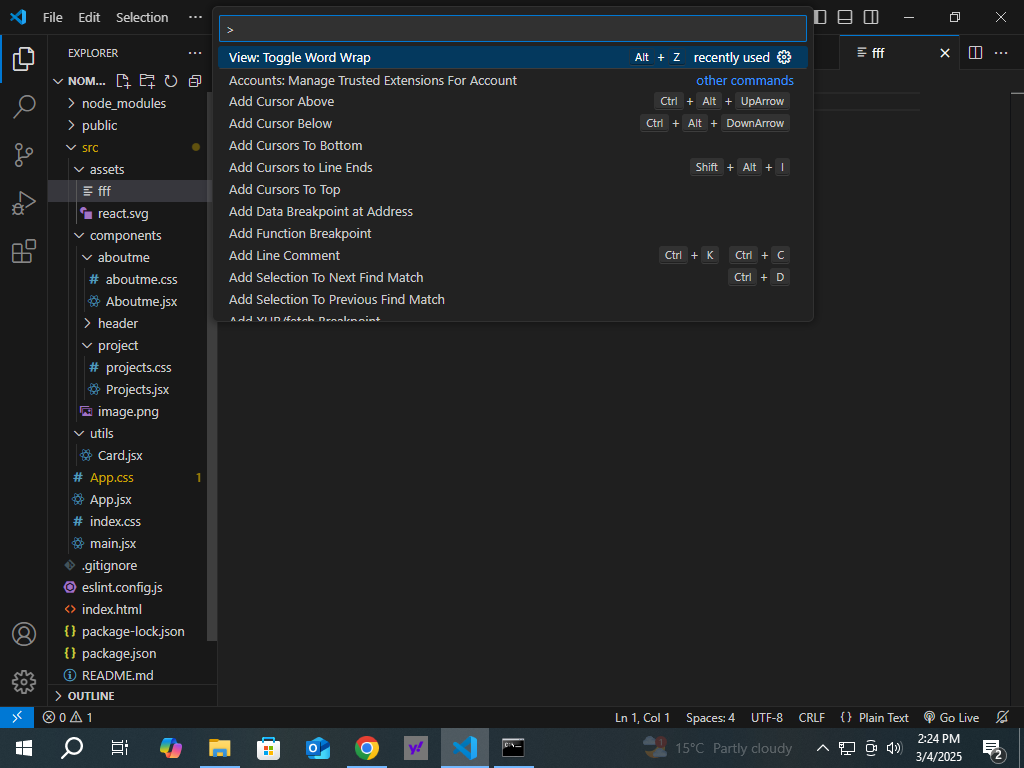 File Edit Selection ···
>
fff
EXPLORER
View: Toggle Word Wrap Alt + Z recently used
NOM...
Accounts: Manage Trusted Extensions For Account other commands
node_modules
Add Cursor Above Ctrl + Alt + UpArrow
public
Add Cursor Below Ctrl + Alt + DownArrow
src
Add Cursors To Bottom
assets
Add Cursors to Line Ends Shift + Alt + I
fff
Add Cursors To Top
react.svg
Add Data Breakpoint at Address
components
Add Function Breakpoint
aboutme
Add Line Comment Ctrl + K Ctrl + C
aboutme.css
Add Selection To Next Find Match Ctrl + D
Aboutme.jsx
Add Selection To Previous Find Match
header
Add XHR/fetch Breakpoint
project
projects.css
Projects.jsx
image.png
utils
Card.jsx
App.css 1
App.jsx
index.css
main.jsx
.gitignore
eslint.config.js
index.html
package-lock.json
package.json
README.md
OUTLINE
0 1 Ln 1, Col 1 Spaces: 4 UTF-8 CRLF {} Plain Text Go Live
15°C Partly cloudy
2:24 PM
3/4/2025
2